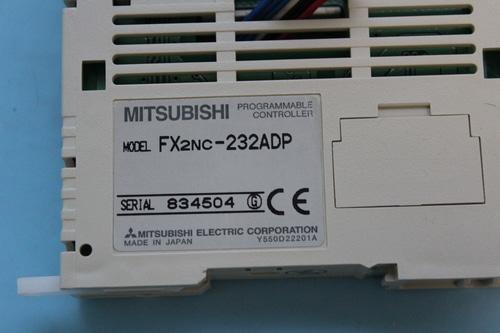 MITSUBISHI PROGRAMMABLE CONTROLLER
MODEL FX2NC-232ADP
SERIAL 834504 G CE
MITSUBISHI ELECTRIC CORPORATION
MADE IN JAPAN Y550D22201A